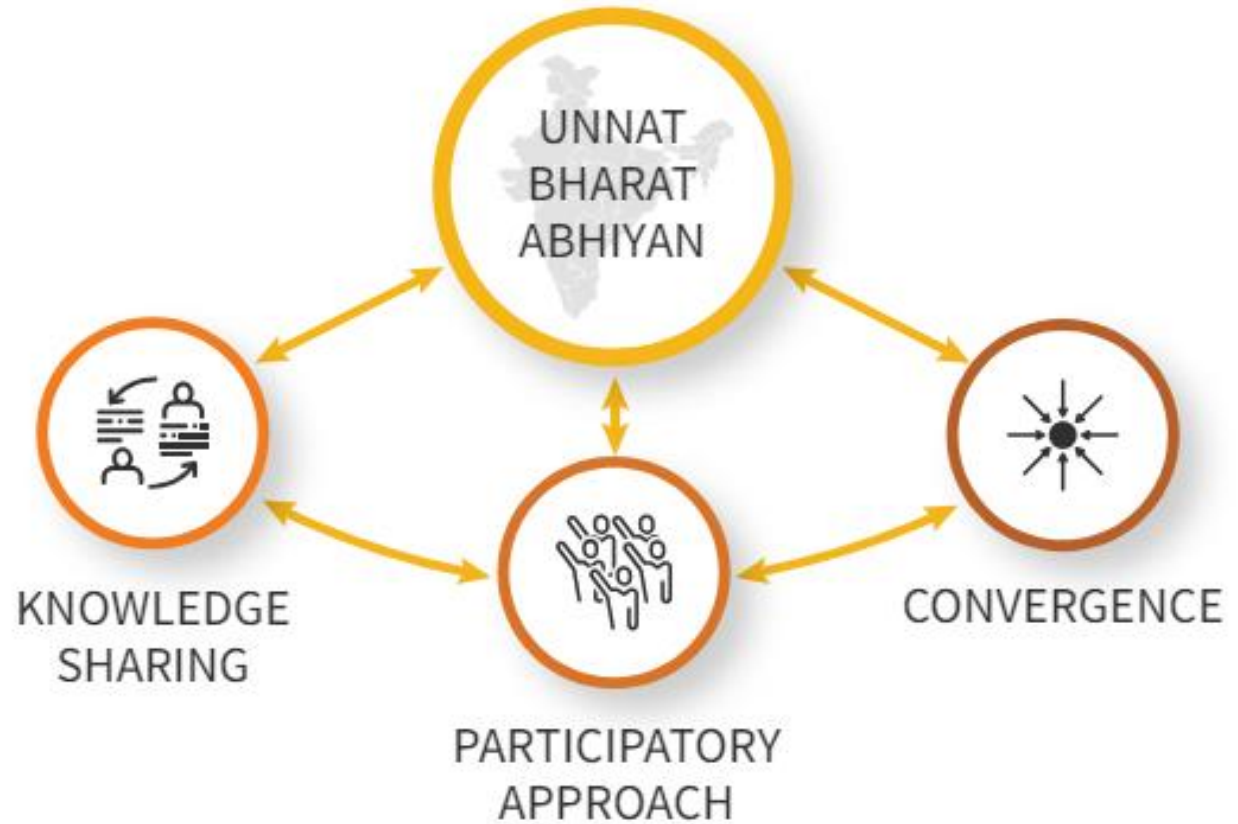 UNNAT
BHARAT
ABHIYAN
KNOWLEDGE
SHARING
PARTICIPATORY
APPROACH
CONVERGENCE